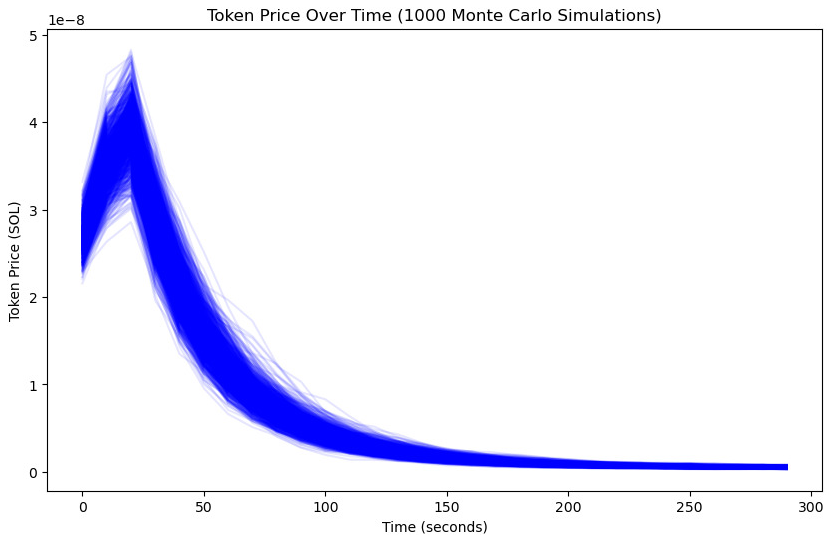 Token Price Over Time (1000 Monte Carlo Simulations)
1e−8
5
4
3
2
1
0
Token Price (SOL)
0 50 100 150 200 250 300
Time (seconds)